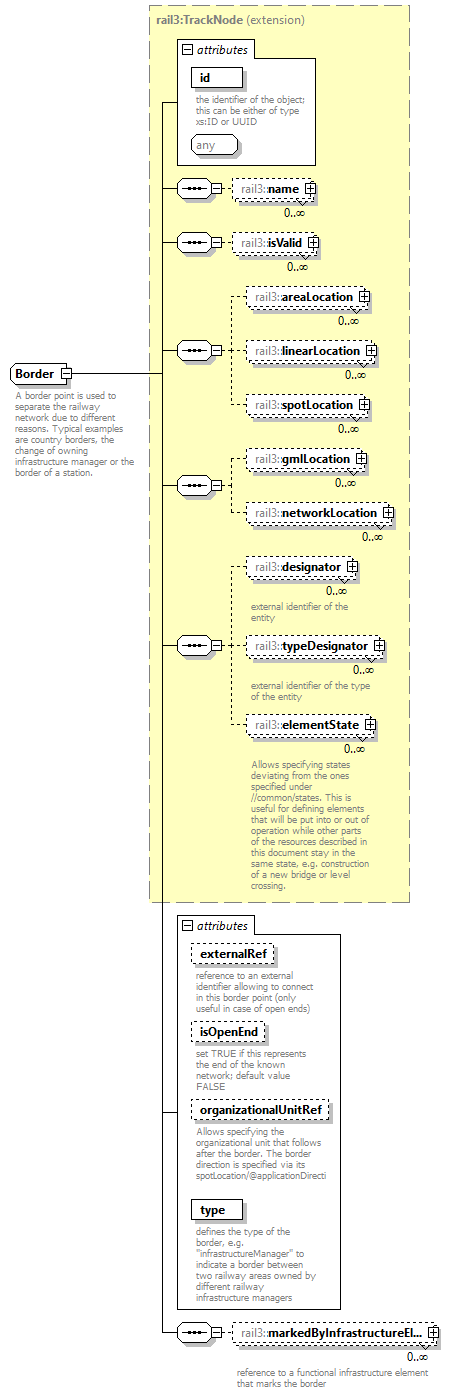 rail3:TrackNode (extension)
attributes
id
the identifier of the object;
this can be either of type
xs:ID or UUID
any
rail3:name
0..∞
rail3:isValid
0..∞
rail3:areaLocation
0..∞
rail3:linearLocation
0..∞
rail3:spotLocation
0..∞
Border
A border point is used to
separate the railway
network due to different
reasons. Typical examples
are country borders, the
change of owning
infrastructure manager or the
border of a station.
rail3:gmlLocation
0..∞
rail3:networkLocation
0..∞
rail3:designator
0..∞
external identifier of the
entity
rail3:typeDesignator
0..∞
external identifier of the type
of the entity
rail3:elementState
0..∞
Allows specifying states
deviating from the ones
specified under
//common/states. This is
useful for defining elements
that will be put into or out of
operation while other parts
of the resources described in
this document stay in the
same state, e.g. construction
of a new bridge or level
crossing.
attributes
externalRef
reference to an external
identifier allowing to connect
in this border point (only
useful in case of open ends)
isOpenEnd
set TRUE if this represents
the end of the known
network; default value
FALSE
organizationalUnitRef
Allows specifying the
organizational unit that follows
after the border. The border
direction is specified via its
spotLocation/@applicationDirecti
type
defines the type of the
border, e.g.
"infrastructureManager" to
indicate a border between
two railway areas owned by
different railway
infrastructure managers
rail3:markedByInfrastructureEl...
0..∞
reference to a functional infrastructure element
that marks the border